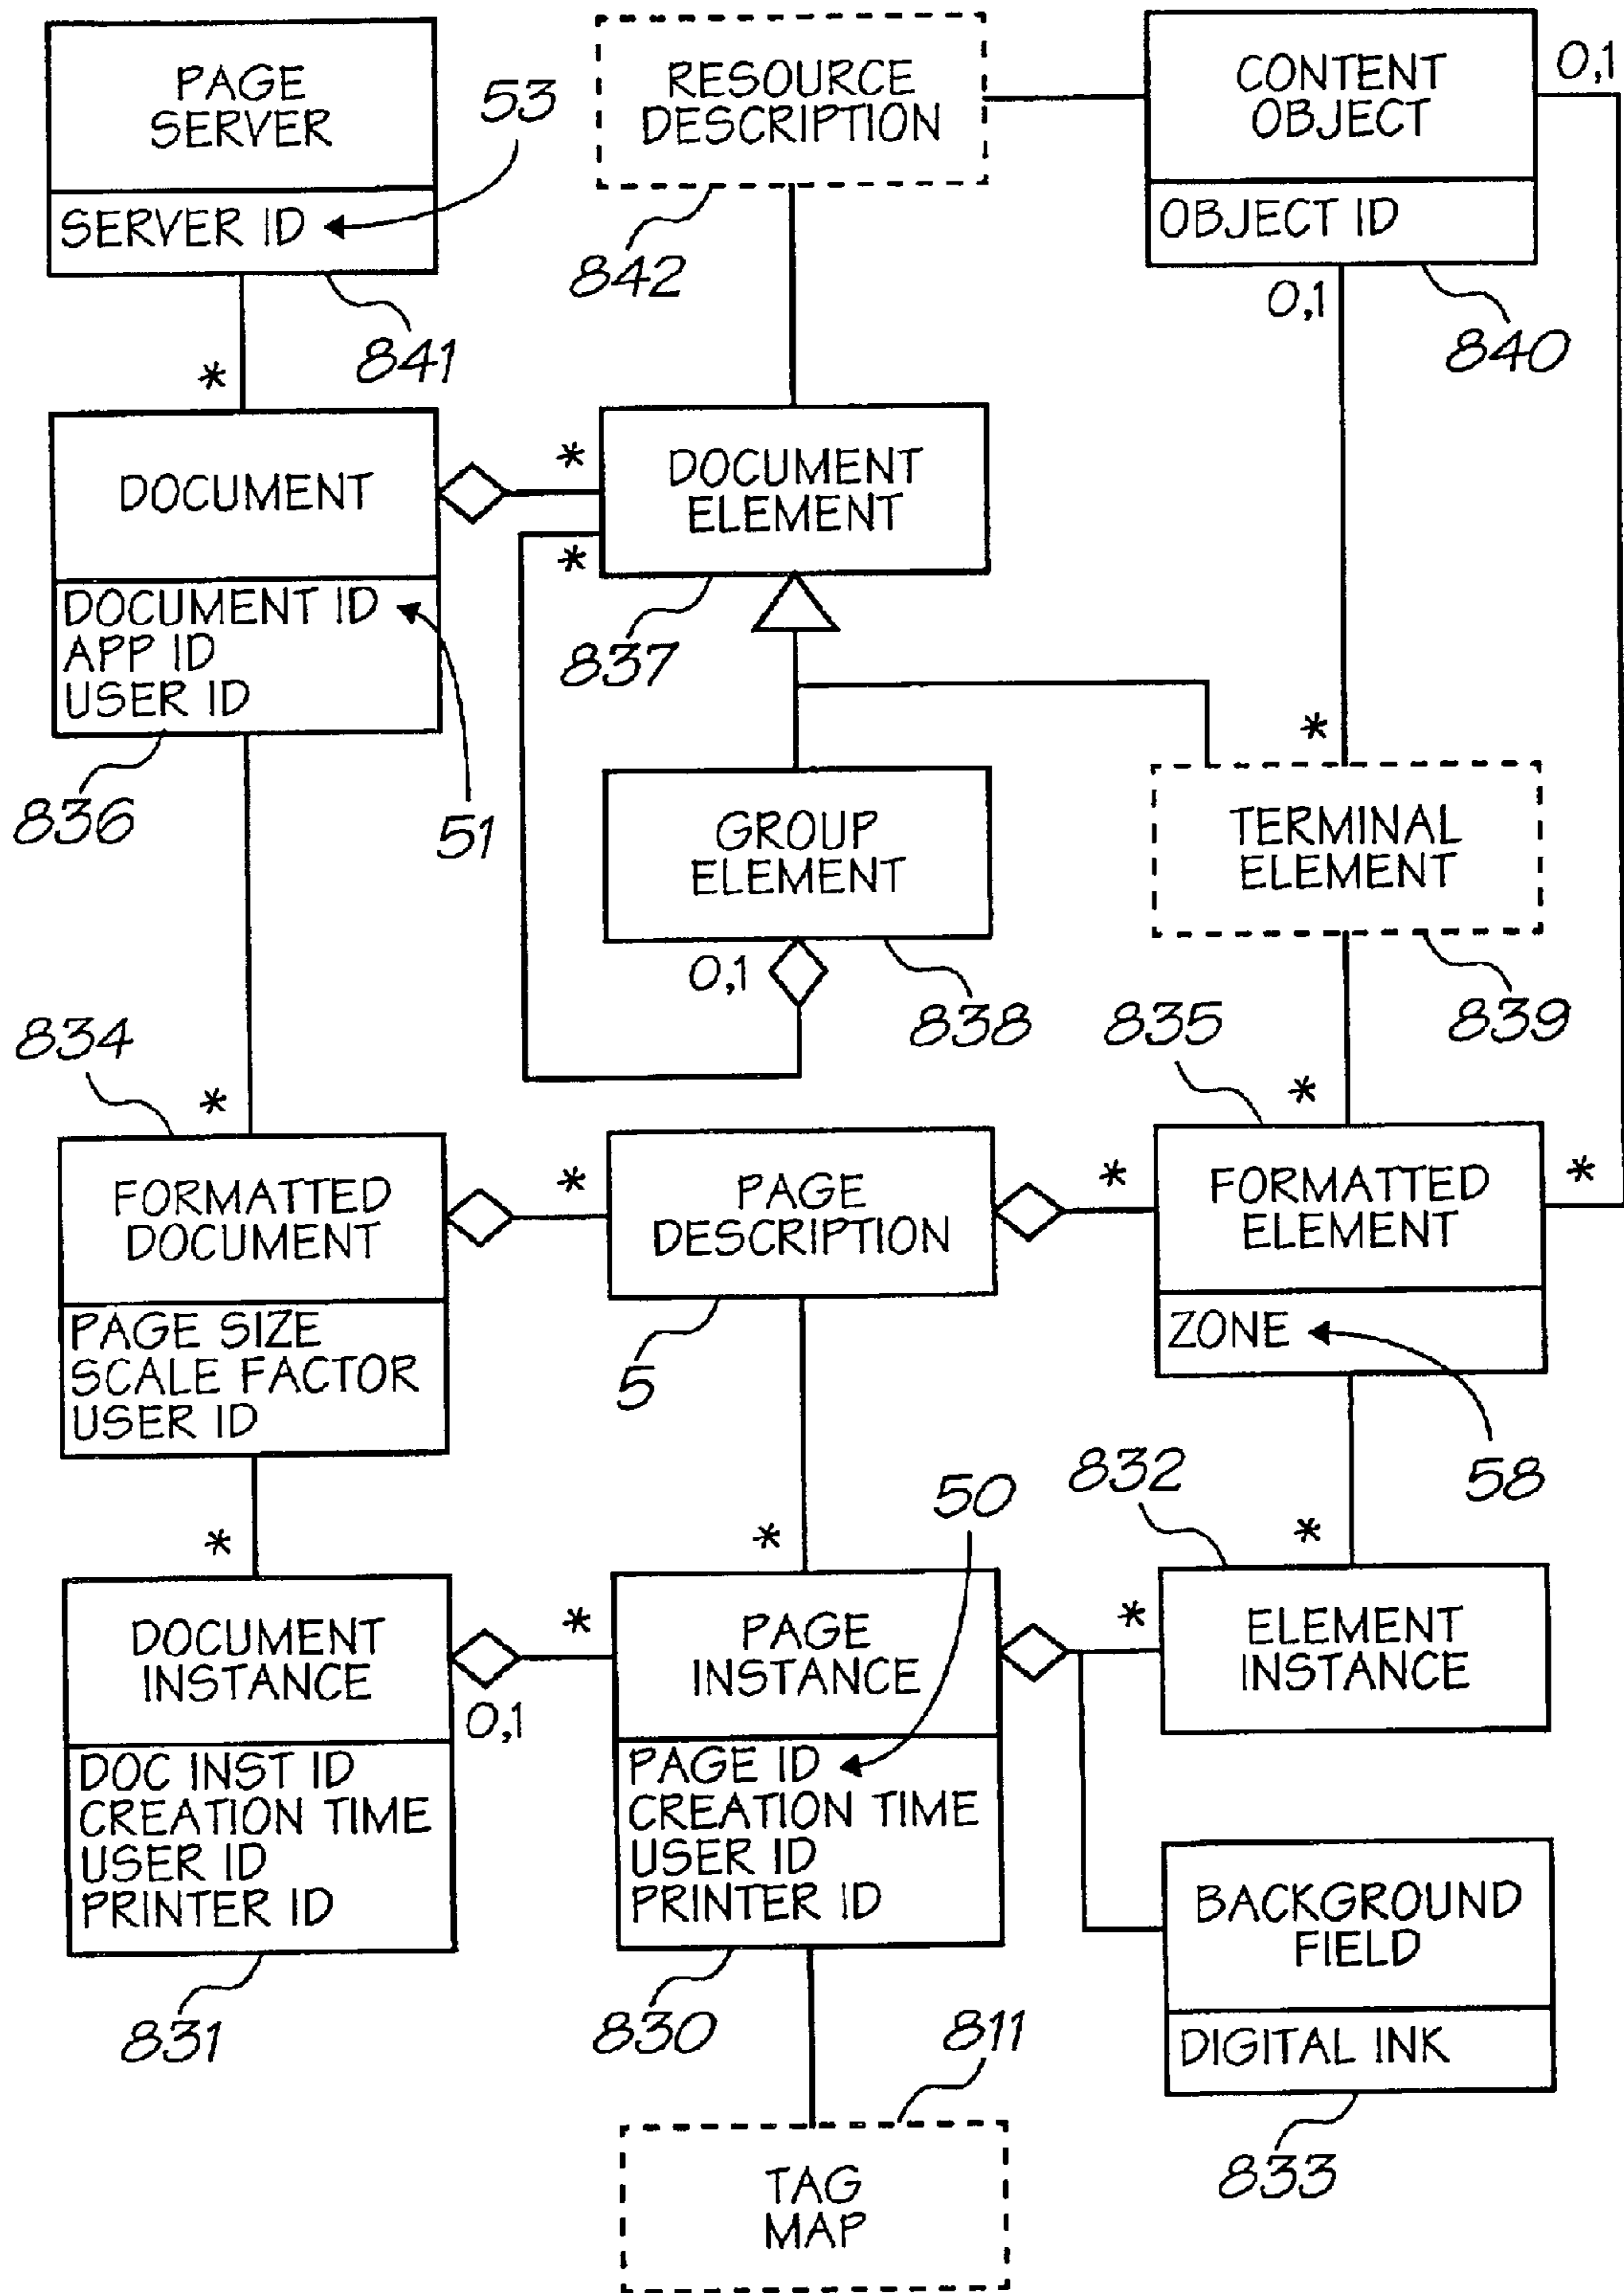 PAGE
SERVER
SERVER ID
53
841
RESOURCE
DESCRIPTION
842
CONTENT
OBJECT
OBJECT ID
840
0,1
0,1
*
DOCUMENT
DOCUMENT ID
APP ID
USER ID
836
51
*
*
DOCUMENT
ELEMENT
837
GROUP
ELEMENT
0,1
838
*
TERMINAL
ELEMENT
839
834
*
FORMATTED
DOCUMENT
PAGE SIZE
SCALE FACTOR
USER ID
*
PAGE
DESCRIPTION
5
835
*
*
*
FORMATTED
ELEMENT
ZONE
58
*
DOCUMENT
INSTANCE
DOC INST ID
CREATION TIME
USER ID
PRINTER ID
831
0,1
*
*
50
PAGE
INSTANCE
PAGE ID
CREATION TIME
USER ID
PRINTER ID
830
832
*
*
ELEMENT
INSTANCE
BACKGROUND
FIELD
DIGITAL INK
833
811
TAG
MAP